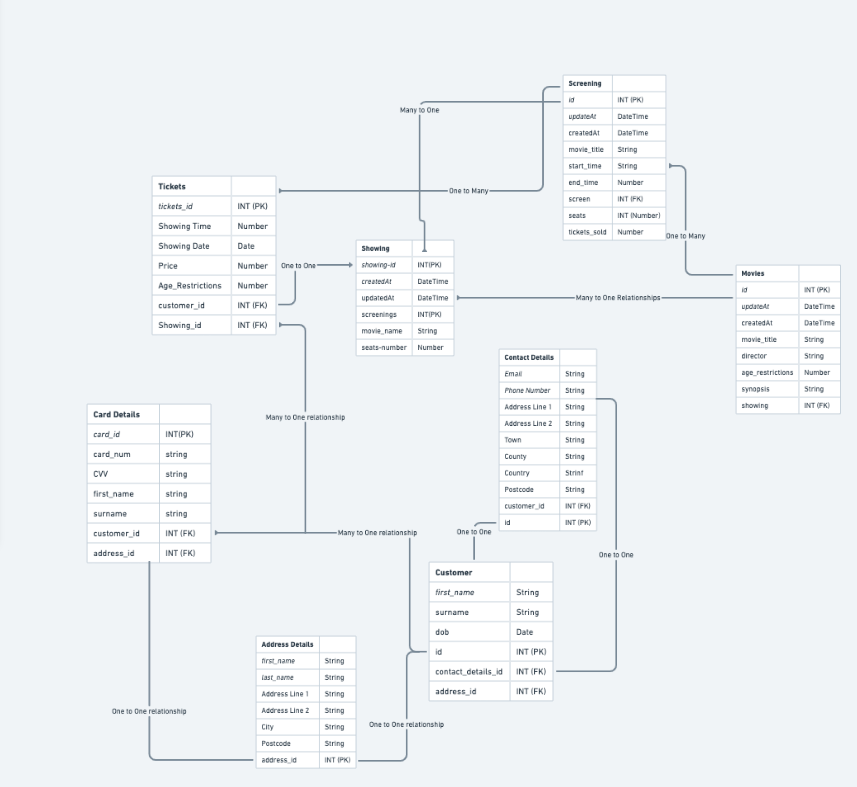 Screening
id INT (PK)
updateAt DateTime
createdAt DateTime
movie_title String
start_time String
end_time Number
screen INT (FK)
seats INT (Number)
tickets_sold Number
Many to One
One to Many
One to Many
Tickets
tickets_id INT (PK)
Showing Time Number
Showing Date Date
Price Number
Age_Restrictions Number
customer_id INT (FK)
Showing_id INT (FK)
One to One
Showing
showing-id INT(PK)
createdAt DateTime
updatedAt DateTime
screenings INT(PK)
movie_name String
seats-number Number
Many to One Relationships
Movies
id INT (PK)
updateAt DateTime
createdAt DateTime
movie_title String
director String
age_restrictions Number
synopsis String
showing INT (FK)
Contact Details
Email String
Phone Number String
Address Line 1 String
Address Line 2 String
Town String
County String
Country Strinf
Postcode String
customer_id INT (FK)
id INT (PK)
Many to One relationship
Card Details
card_id INT(PK)
card_num string
CVV string
first_name string
surname string
customer_id INT (FK)
address_id INT (FK)
Many to One relationship
One to One
One to One
Customer
first_name String
surname String
dob Date
id INT (PK)
contact_details_id INT (FK)
address_id INT (FK)
Address Details
first_name String
last_name String
Address Line 1 String
Address Line 2 String
City String
Postcode String
address_id INT (PK)
One to One relationship
One to One relationship